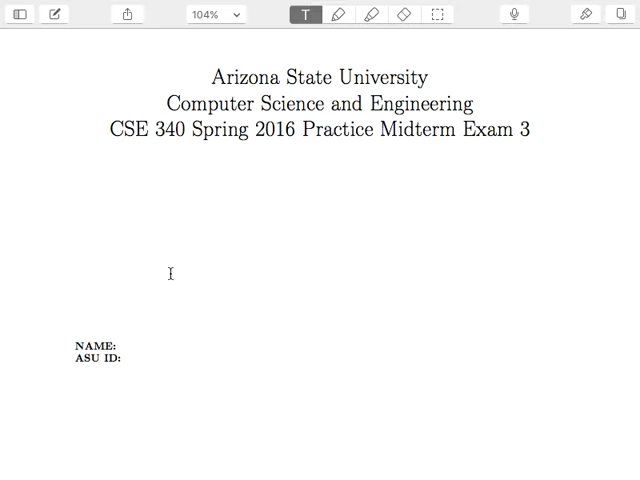 104%
T
Arizona State University
Computer Science and Engineering
CSE 340 Spring 2016 Practice Midterm Exam 3
NAME:
ASU ID: